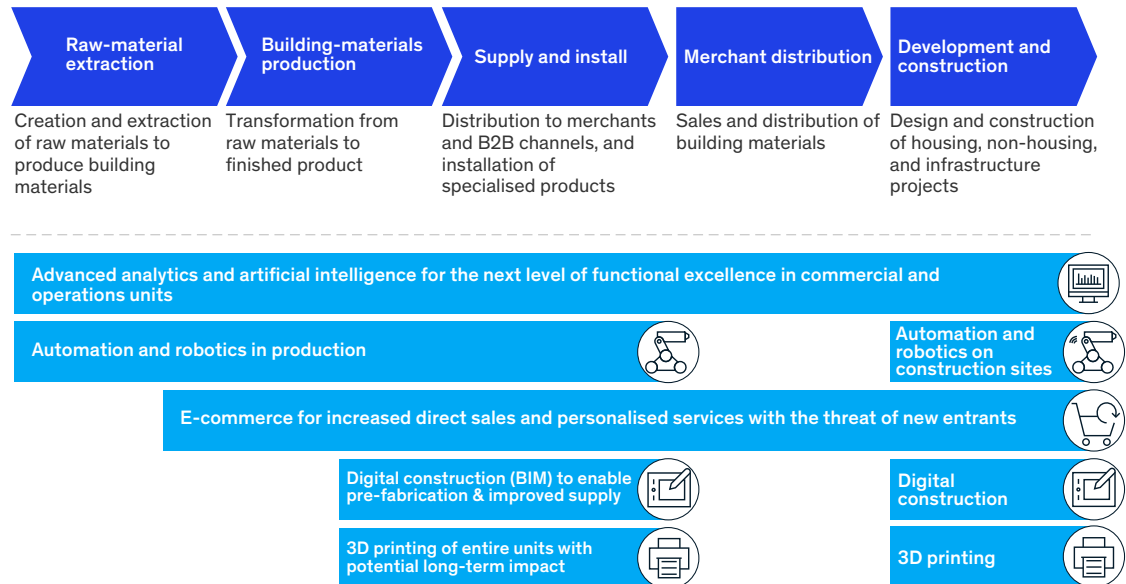 Raw-material
extraction
Building-materials
production
Supply and install
Merchant distribution
Development and
construction
Creation and extraction
of raw materials to
produce building
materials
Transformation from
raw materials to
finished product
Distribution to merchants
and B2B channels, and
installation of
specialised products
Sales and distribution of
building materials
Design and construction
of housing, non-housing,
and infrastructure
projects
Advanced analytics and artificial intelligence for the next level of functional excellence in commercial and
operations units
Automation and robotics in production
Automation and
robotics on
construction sites
E-commerce for increased direct sales and personalised services with the threat of new entrants
Digital construction (BIM) to enable
pre-fabrication & improved supply
Digital
construction
3D printing of entire units with
potential long-term impact
3D printing